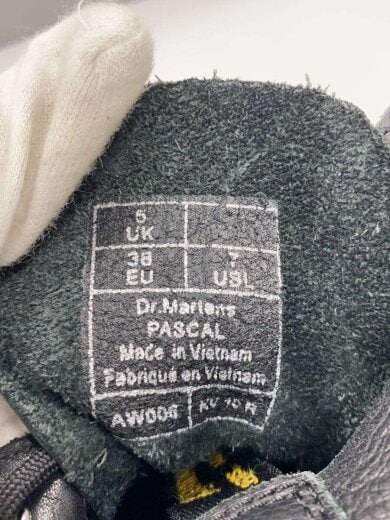 5
UK
38 7
EU USL
Dr.Martens
PASCAL
Made in Vietnam
Fabriqué en Vietnam
AW006